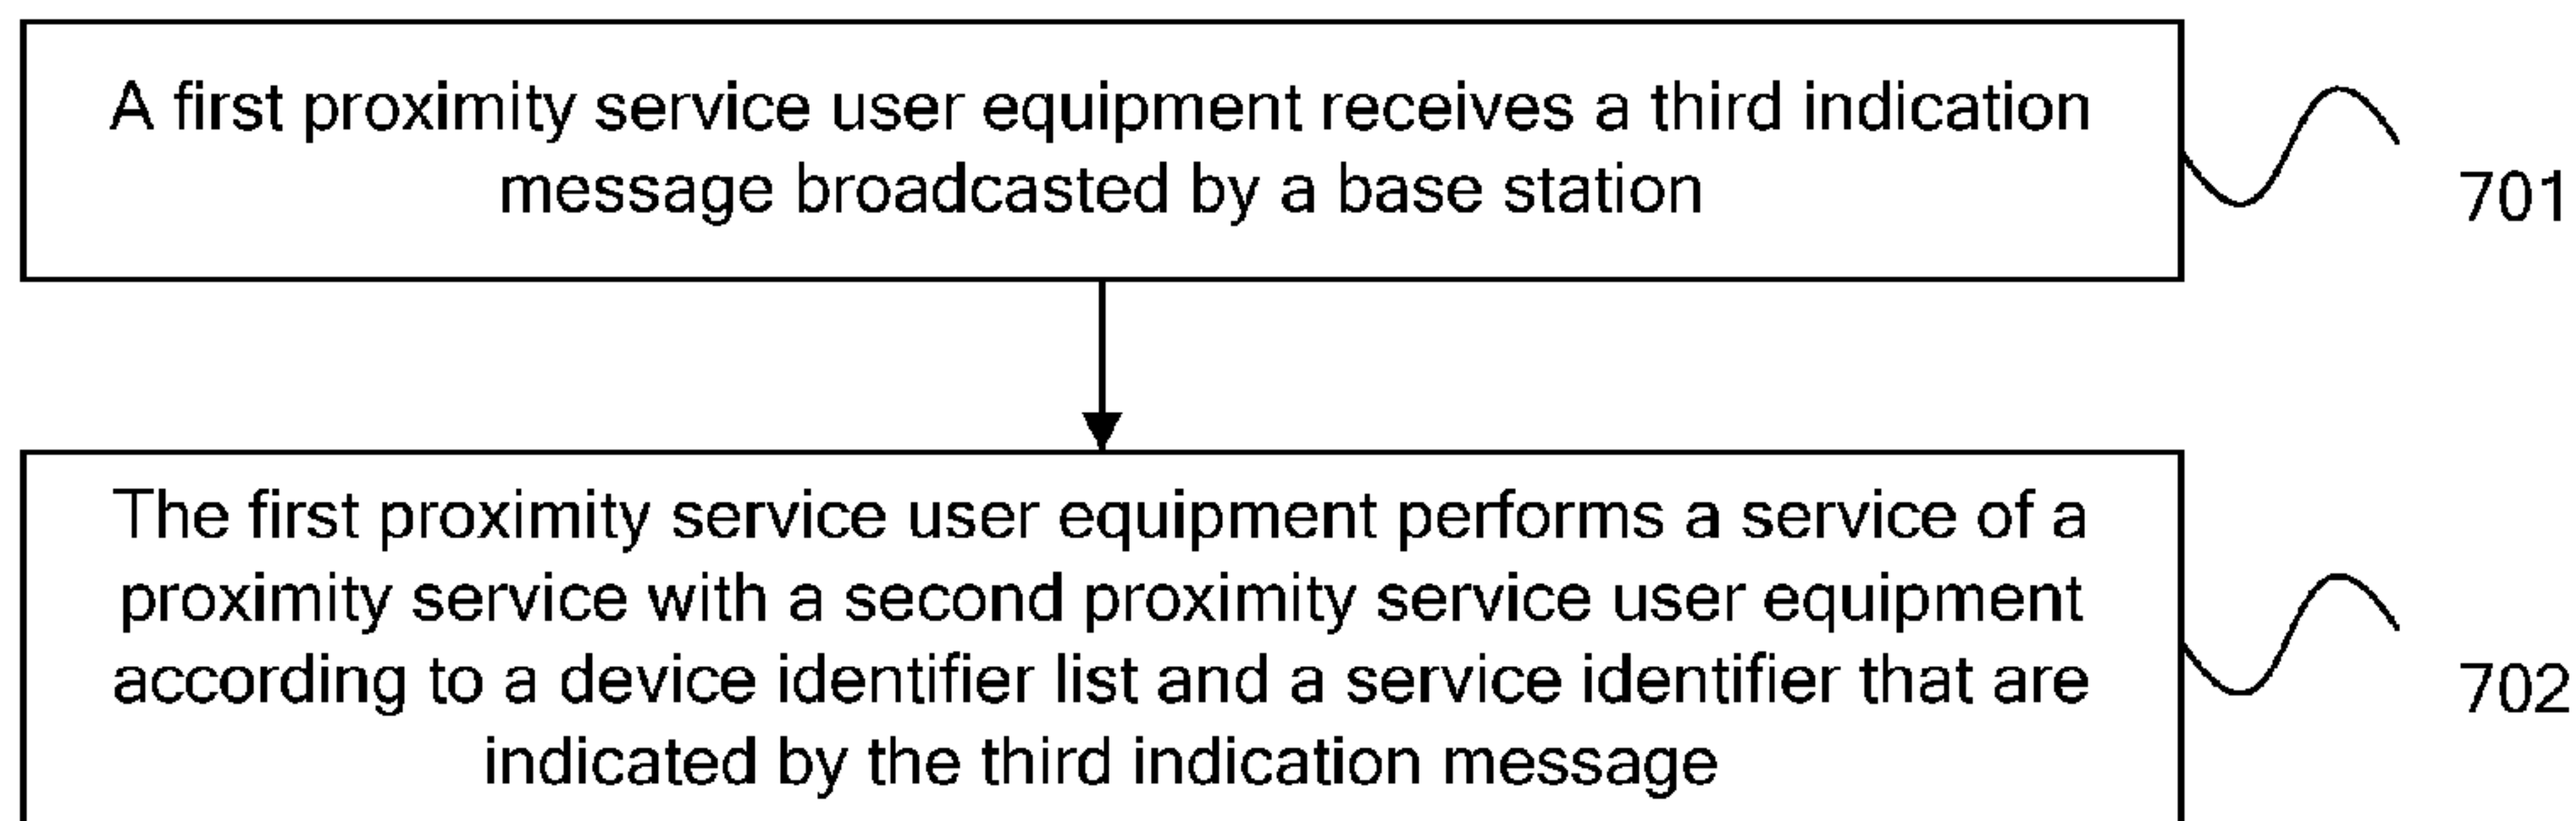 A first proximity service user equipment receives a third indication
message broadcasted by a base station
701
The first proximity service user equipment performs a service of a
proximity service with a second proximity service user equipment
according to a device identifier list and a service identifier that are
indicated by the third indication message
702